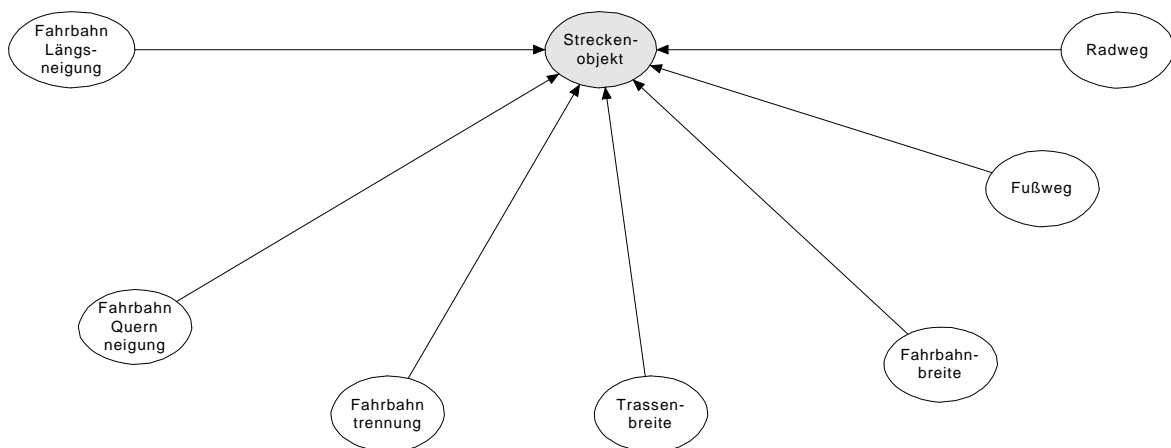 Fahrbahn
Längs-
neigung
Strecken-
objekt
Radweg
Fußweg
Fahrbahn
Quern
neigung
Fahrbahn-
breite
Fahrbahn
trennung
Trassen-
breite